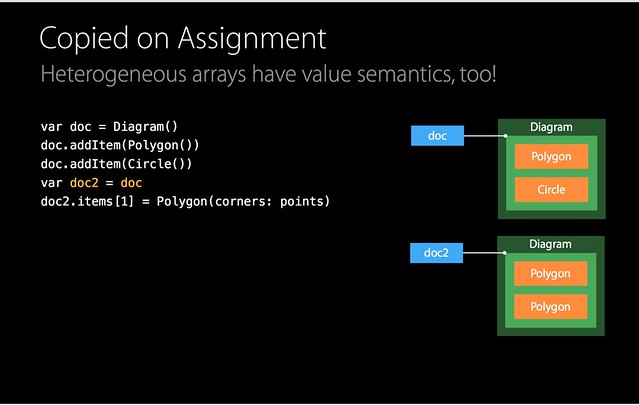 Copied on Assignment
Heterogeneous arrays have value semantics, too!
var doc = Diagram()
doc.addItem(Polygon())
doc.addItem(Circle())
var doc2 = doc
doc2.items[1] = Polygon(corners: points)
doc
Diagram
Polygon
Circle
doc2
Diagram
Polygon
Polygon